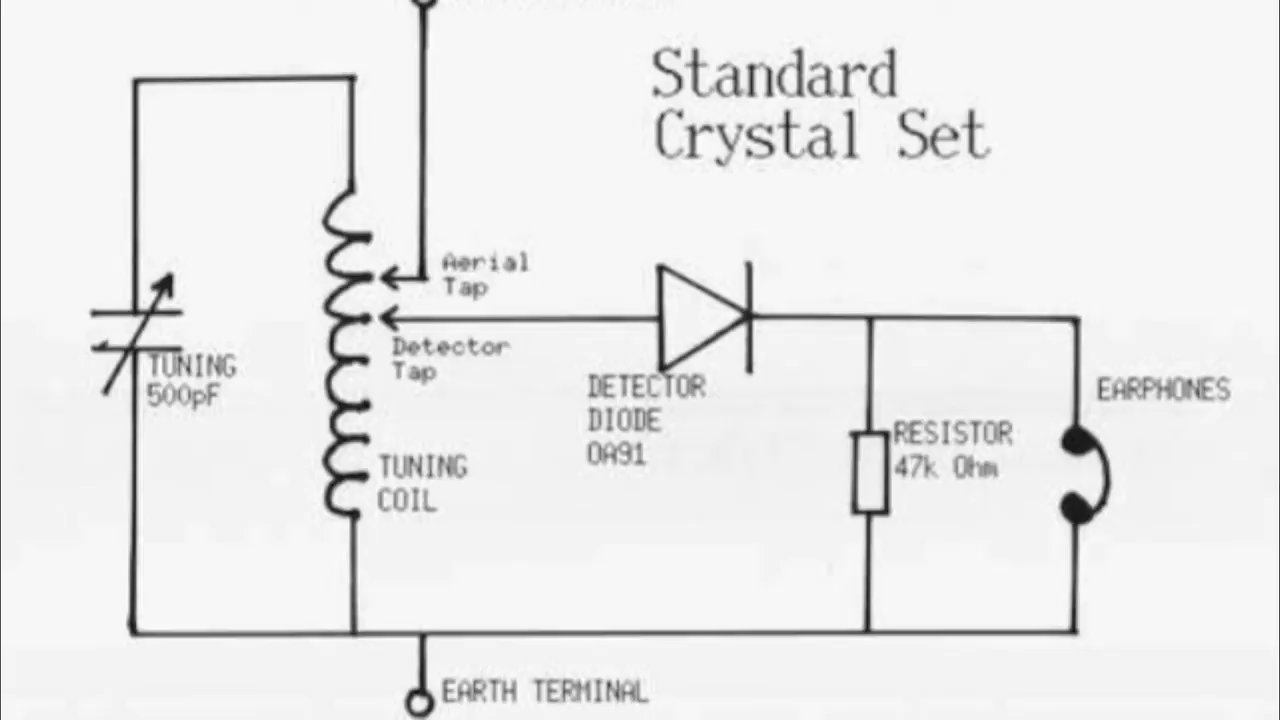 Standard
Crystal Set
Aerial
Tap
Detector
Tap
TUNING
500pF
DETECTOR
DIODE
OA91
EARPHONES
RESISTOR
47k Ohm
TUNING
COIL
EARTH TERMINAL